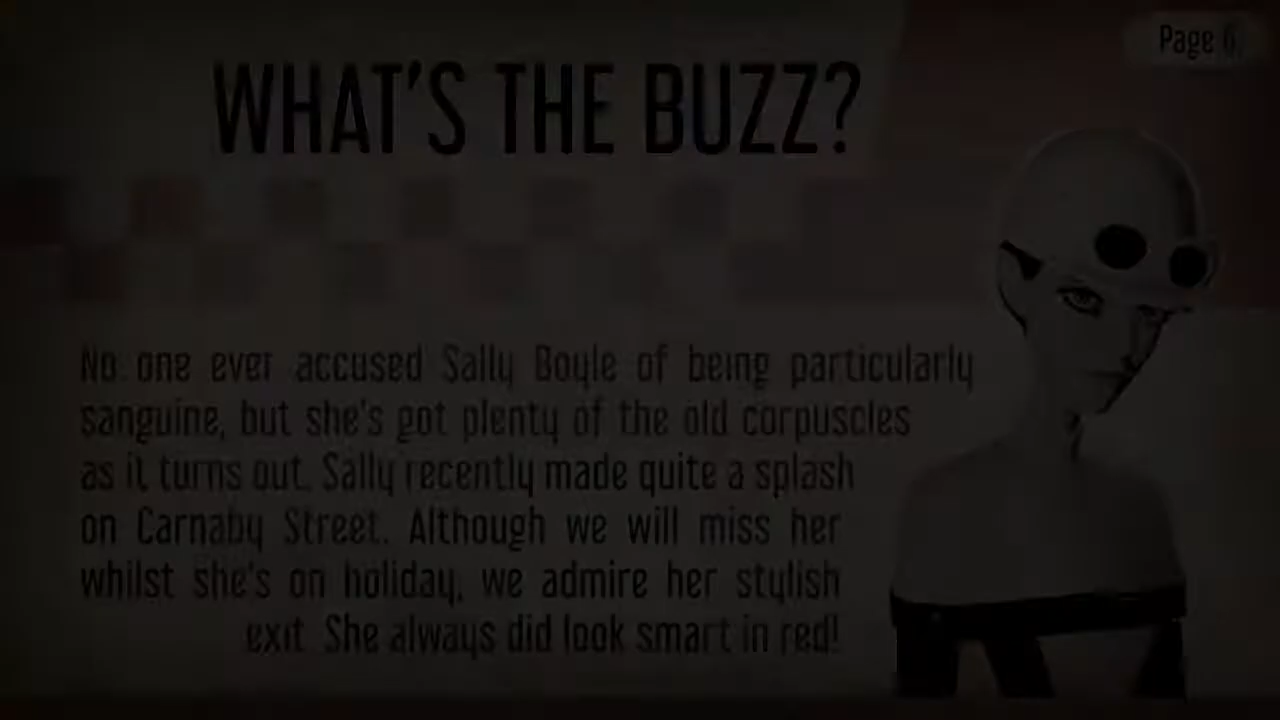 Page 6
WHAT'S THE BUZZ?
No one ever accused Sally Boyle of being particularly
sanguine, but she's got plenty of the old corpuscles
as it turns out. Sally recently made quite a splash
on Carnaby Street. Although we will miss her
whilst she's on holiday, we admire her stylish
exit. She always did look smart in red!